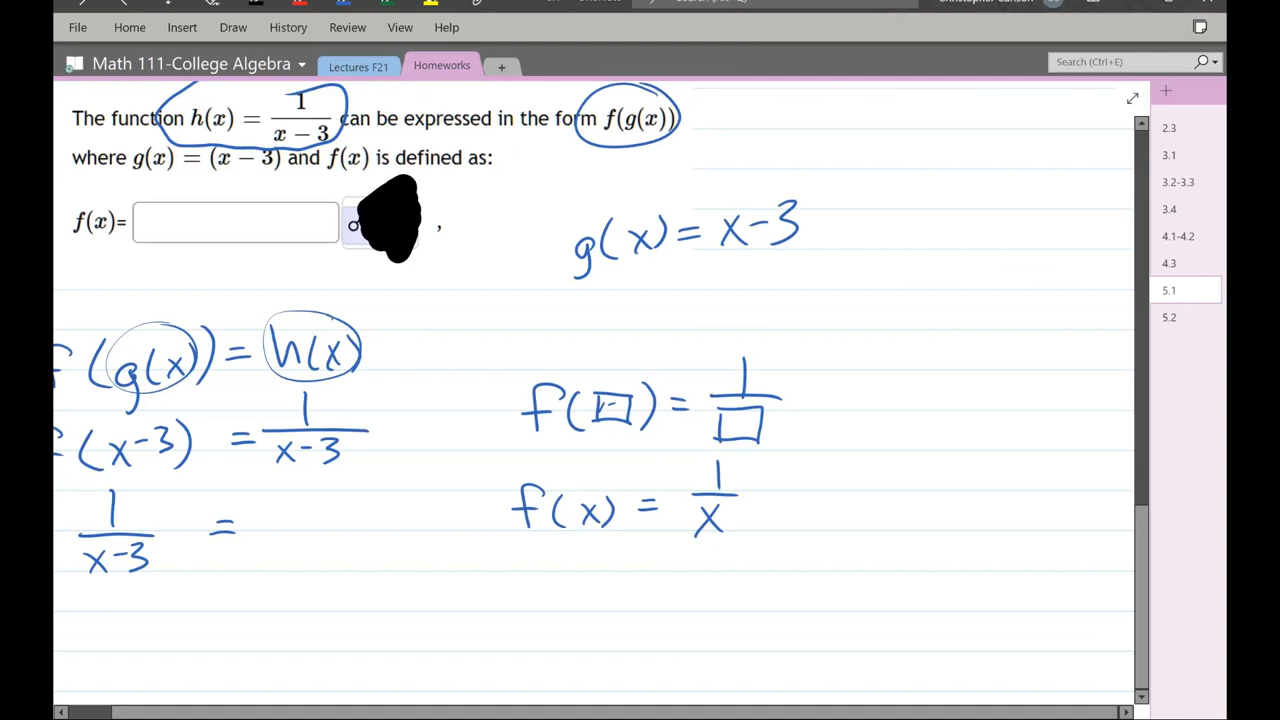 File Home Insert Draw History Review View Help
Math 111-College Algebra Lectures F21 Homeworks + Search (Ctrl+E)
The function h(x) = 1/(x − 3) can be expressed in the form f(g(x))
where g(x) = (x − 3) and f(x) is defined as:
f(x)= ,
g(x) = x-3
f(g(x)) = h(x)
f(x-3) = 1/(x-3)
1/(x-3) =
f(□) = 1/□
f(x) = 1/x
2.3
3.1
3.2-3.3
3.4
4.1-4.2
4.3
5.1
5.2